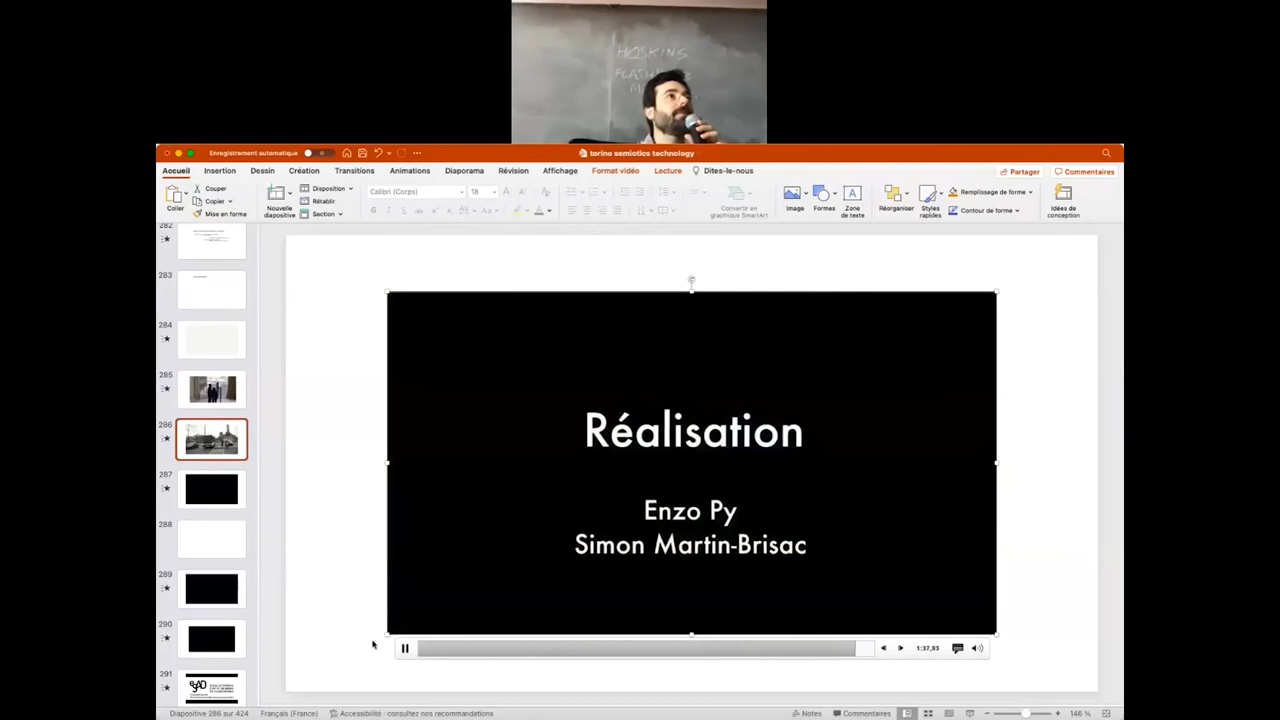 HOSKINS
Enregistrement automatique
torino semiotics technology
Accueil Insertion Dessin Création Transitions Animations Diaporama Révision Affichage Format vidéo Lecture Dites-le-nous Partager Commentaires
Coller
Couper
Copier
Mise en forme
Nouvelle diapositive
Disposition
Rétablir
Section
Calibri (Corps) 18
Convertir en graphique SmartArt
Image
Formes
Zone de texte
Réorganiser
Styles rapides
Remplissage de forme
Contour de forme
Idées de conception
282
283
284
285
286
287
288
289
290
291
Réalisation
Enzo Py
Simon Martin-Brisac
1:37,93
Diapositive 286 sur 424 Français (France) Accessibilité : consultez nos recommandations Notes Commentaires 146 %